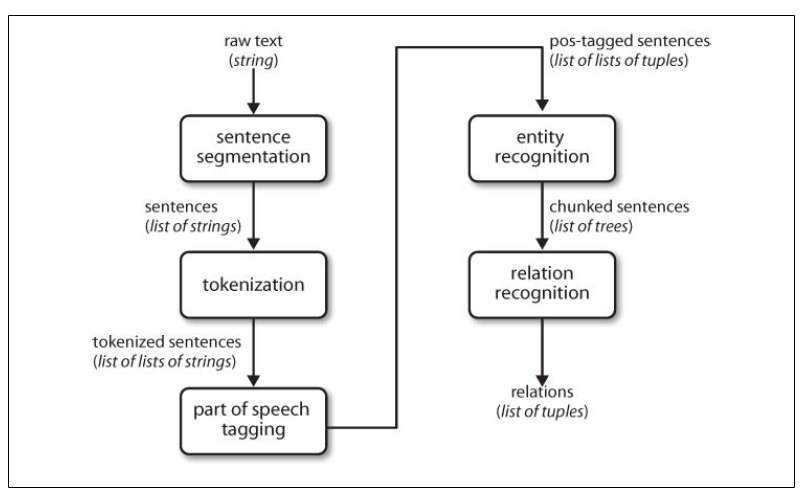 raw text
(string)
sentence
segmentation
sentences
(list of strings)
tokenization
tokenized sentences
(list of lists of strings)
part of speech
tagging
pos-tagged sentences
(list of lists of tuples)
entity
recognition
chunked sentences
(list of trees)
relation
recognition
relations
(list of tuples)